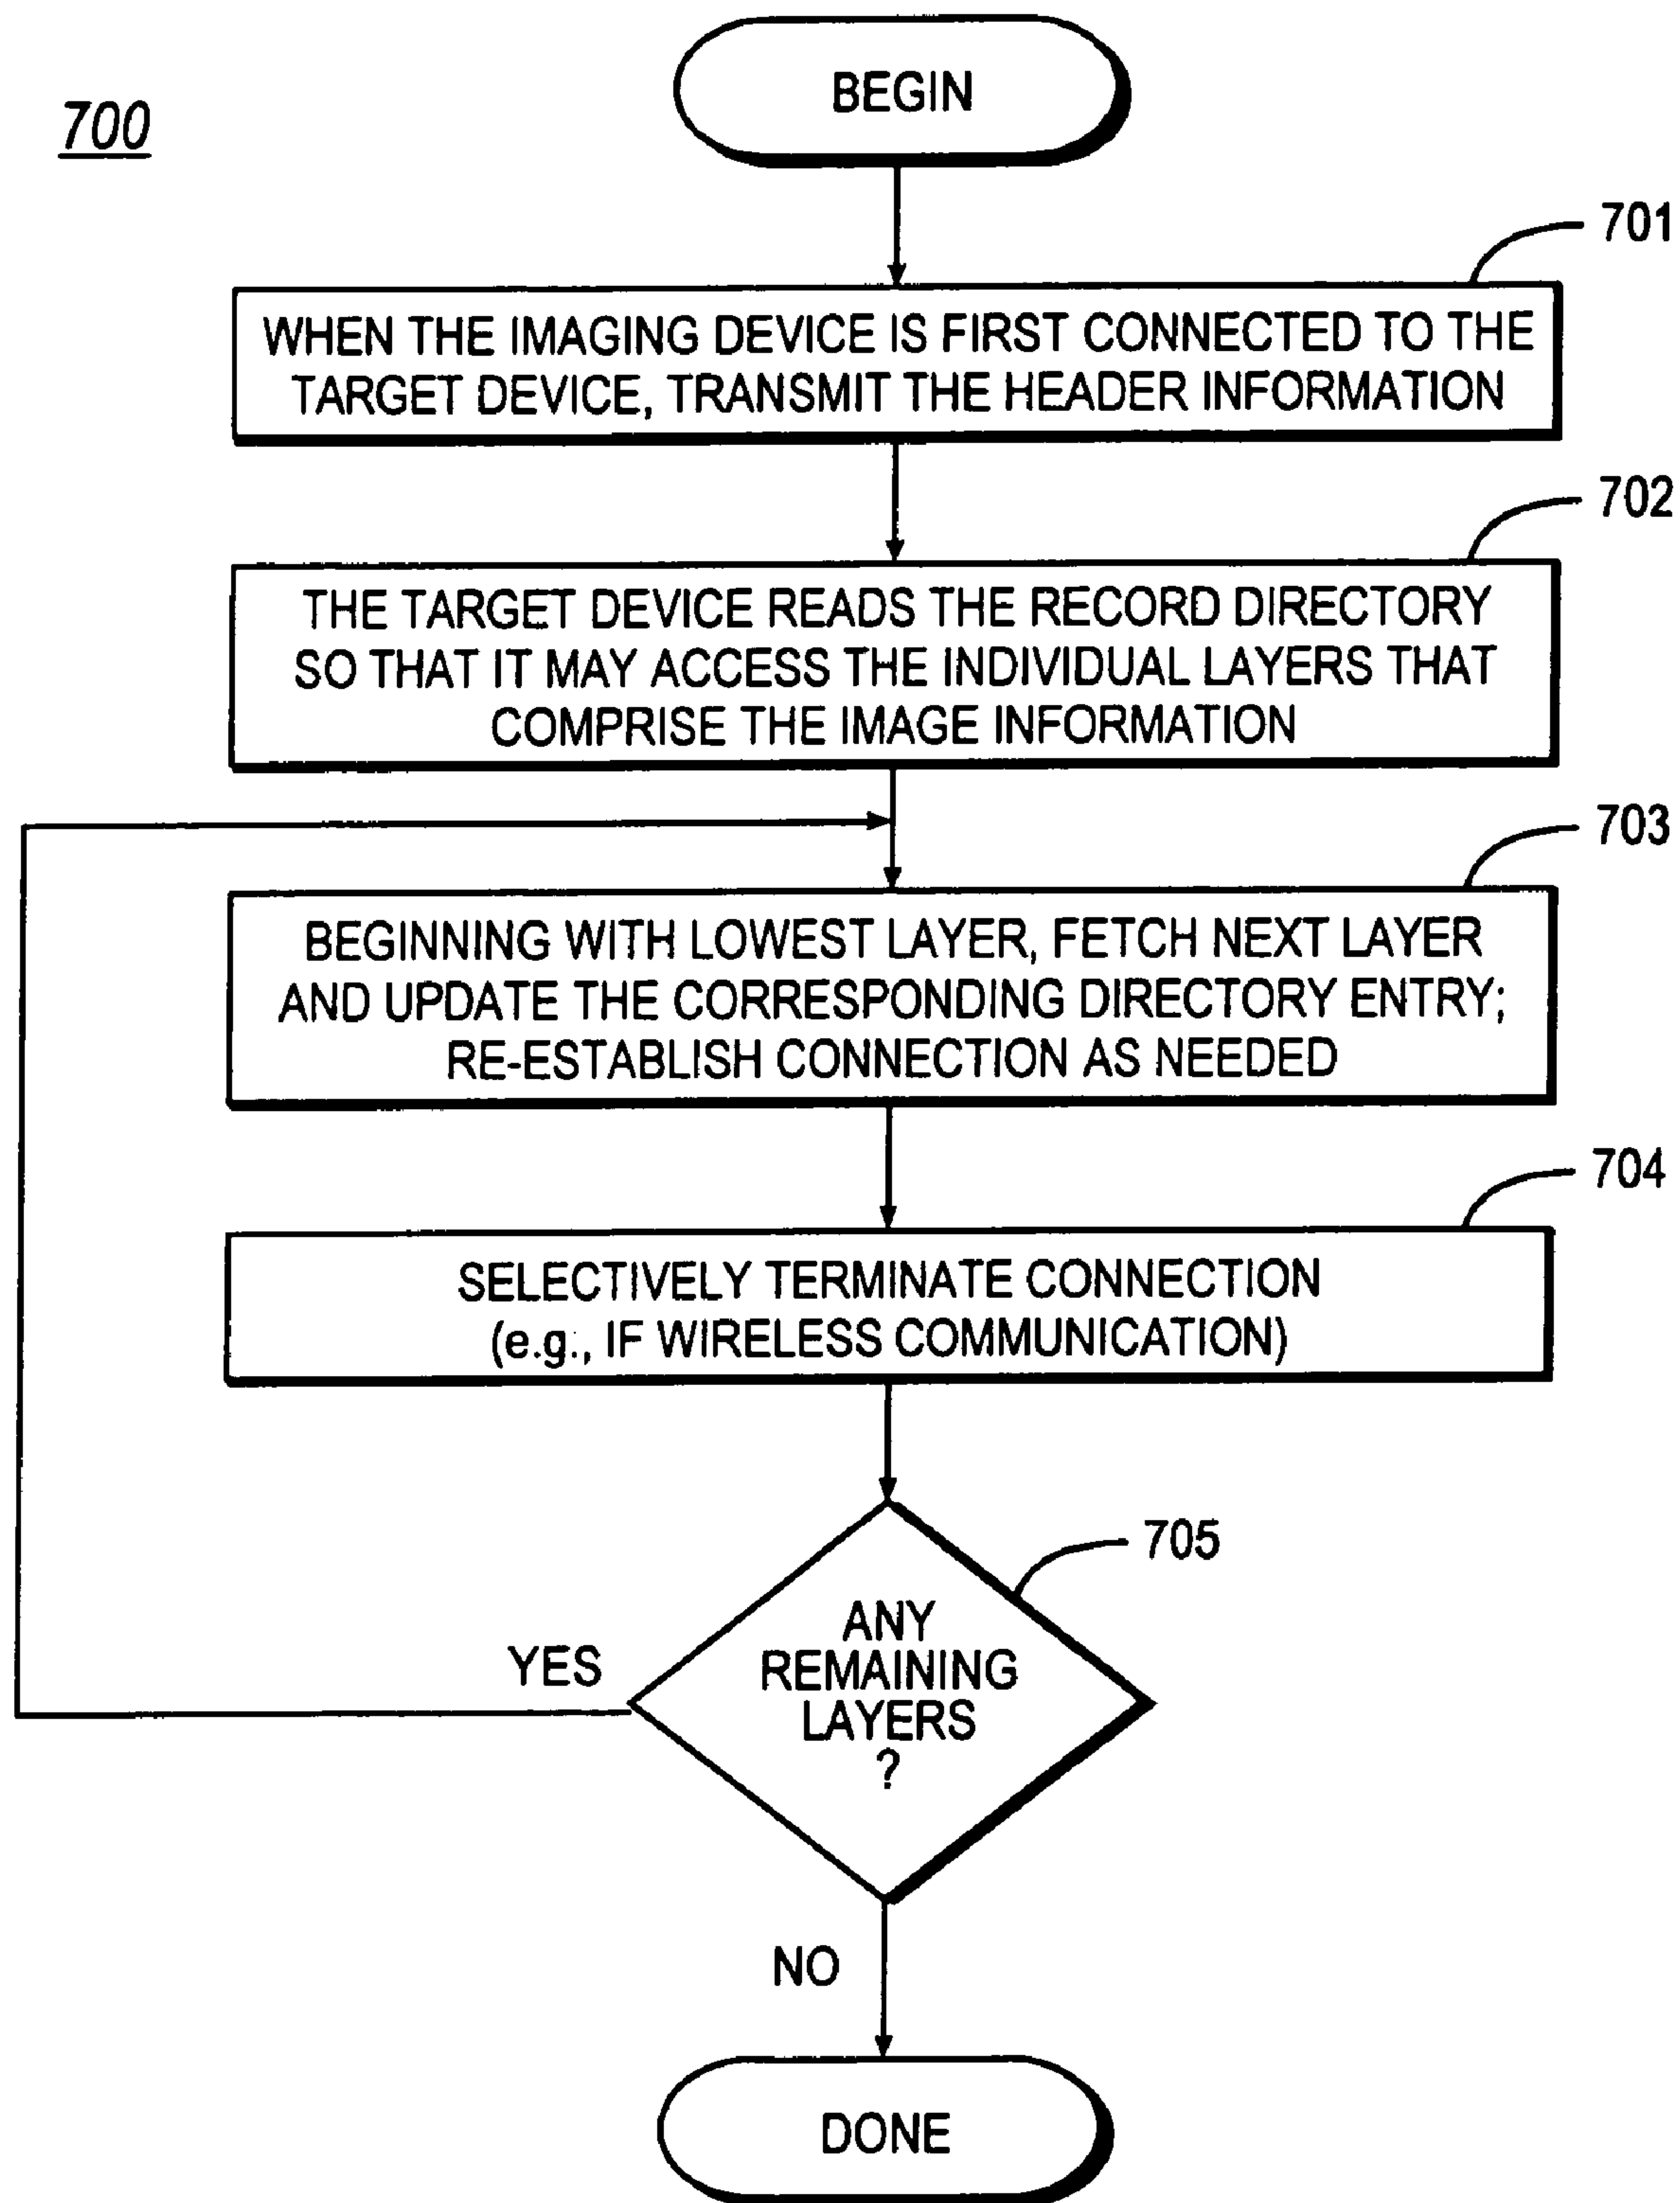 700
BEGIN
701
WHEN THE IMAGING DEVICE IS FIRST CONNECTED TO THE
TARGET DEVICE, TRANSMIT THE HEADER INFORMATION
702
THE TARGET DEVICE READS THE RECORD DIRECTORY
SO THAT IT MAY ACCESS THE INDIVIDUAL LAYERS THAT
COMPRISE THE IMAGE INFORMATION
703
BEGINNING WITH LOWEST LAYER, FETCH NEXT LAYER
AND UPDATE THE CORRESPONDING DIRECTORY ENTRY;
RE-ESTABLISH CONNECTION AS NEEDED
704
SELECTIVELY TERMINATE CONNECTION
(e.g., IF WIRELESS COMMUNICATION)
705
ANY
REMAINING
LAYERS
?
YES
NO
DONE